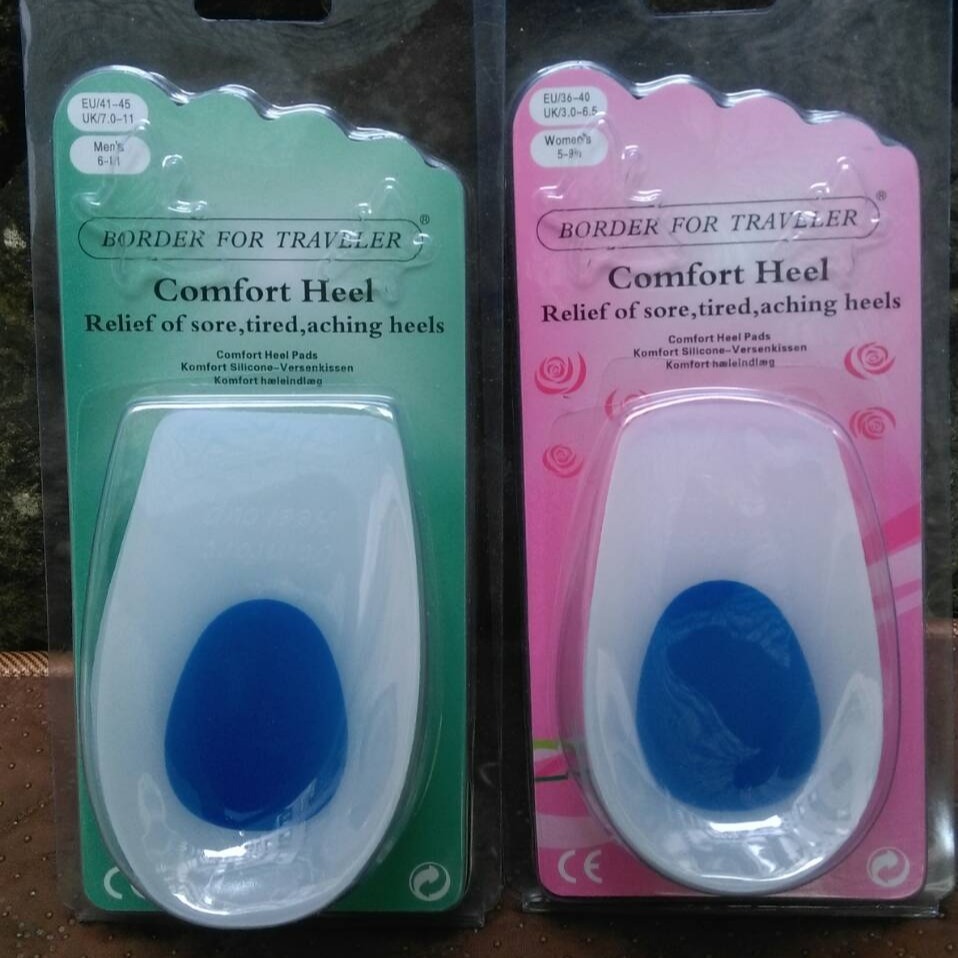 EU/41-45
UK/7.0-11
Men's
6-11
BORDER FOR TRAVELLER®
Comfort Heel
Relief of sore,tired,aching heels
Comfort Heel Pads
Komfort Silicone-Versenkissen
Komfort hæleindlæg
CE
EU/36-40
UK/3.0-6.5
Women's
5-9½
BORDER FOR TRAVELLER®
Comfort Heel
Relief of sore,tired,aching heels
Comfort Heel Pads
Komfort Silicone-Versenkissen
Komfort hæleindlæg
CE